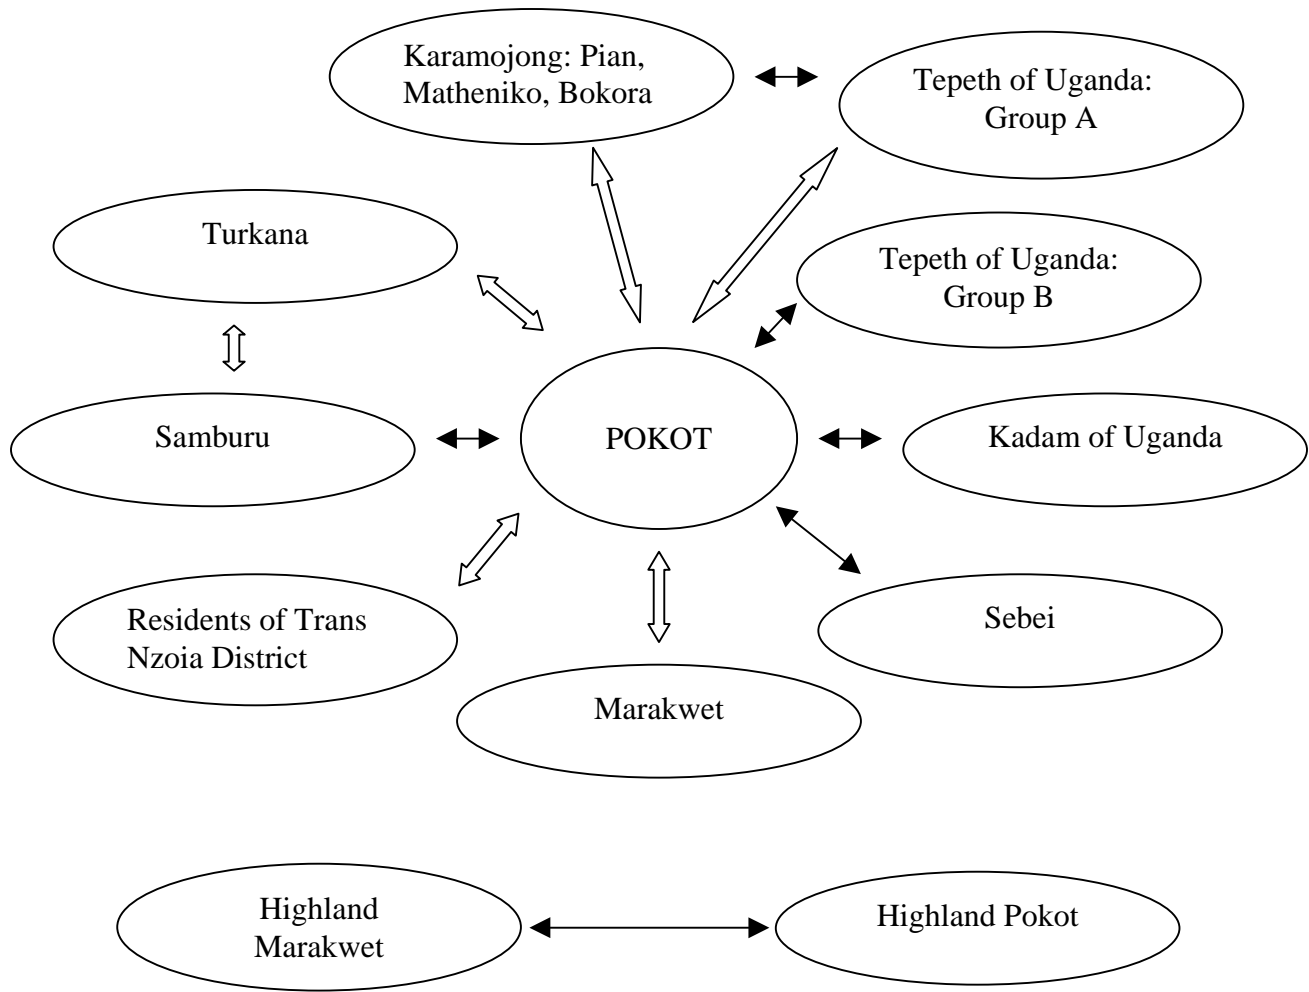 Karamojong: Pian,
Matheniko, Bokora
Tepeth of Uganda:
Group A
Turkana
Tepeth of Uganda:
Group B
Samburu
POKOT
Kadam of Uganda
Residents of Trans
Nzoia District
Sebei
Marakwet
Highland
Marakwet
Highland Pokot